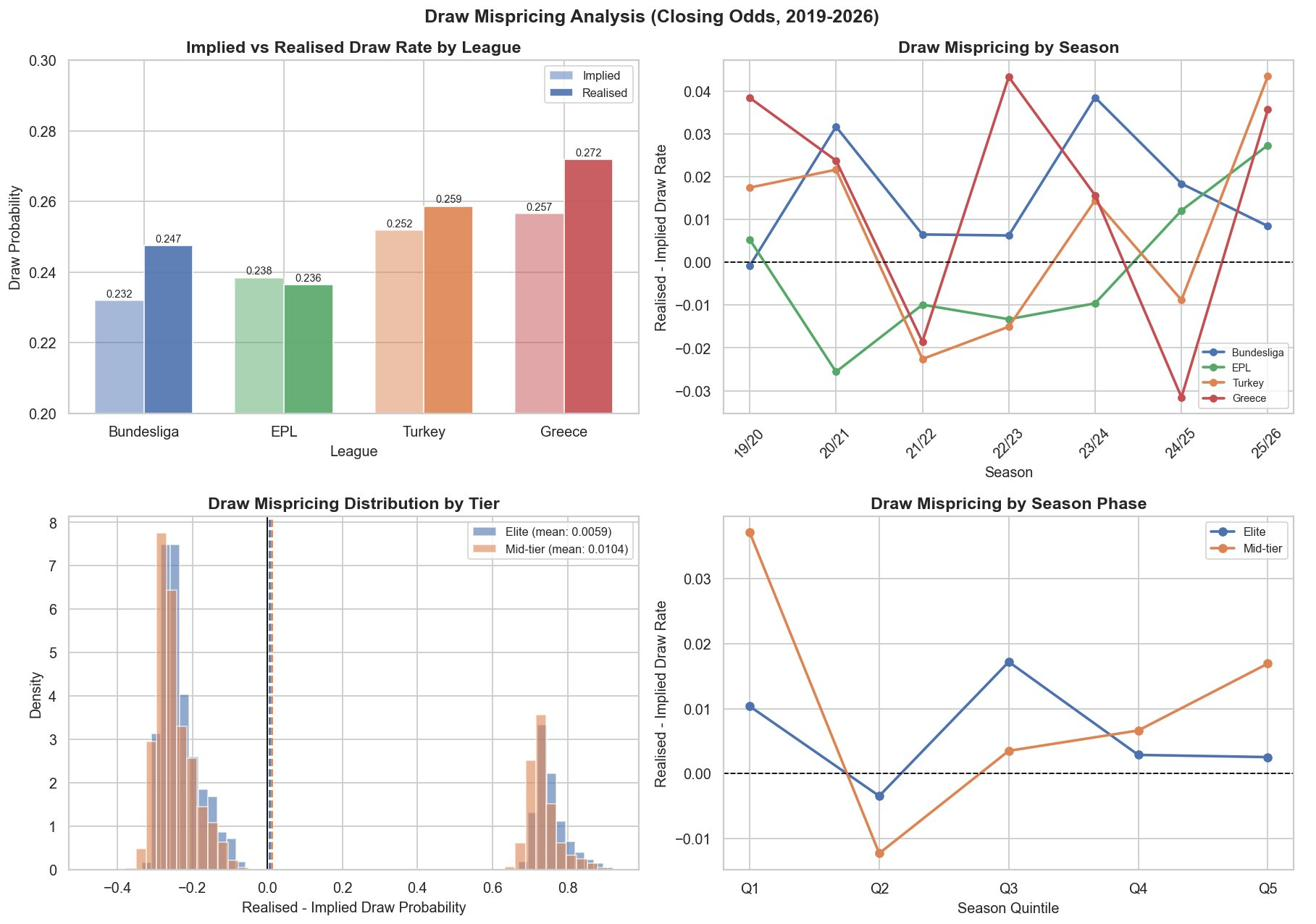 Draw Mispricing Analysis (Closing Odds, 2019-2026)
Implied vs Realised Draw Rate by League
Draw Probability
0.30
0.28
0.26
0.24
0.22
0.20
Implied
Realised
0.232
0.247
0.238
0.236
0.252
0.259
0.257
0.272
Bundesliga
EPL
Turkey
Greece
League
Draw Mispricing by Season
Realised - Implied Draw Rate
0.04
0.03
0.02
0.01
0.00
−0.01
−0.02
−0.03
Bundesliga
EPL
Turkey
Greece
19/20
20/21
21/22
22/23
23/24
24/25
25/26
Season
Draw Mispricing Distribution by Tier
Density
8
7
6
5
4
3
2
1
0
Elite (mean: 0.0059)
Mid-tier (mean: 0.0104)
−0.4
−0.2
0.0
0.2
0.4
0.6
0.8
Realised - Implied Draw Probability
Draw Mispricing by Season Phase
Realised - Implied Draw Rate
0.03
0.02
0.01
0.00
−0.01
Elite
Mid-tier
Q1
Q2
Q3
Q4
Q5
Season Quintile